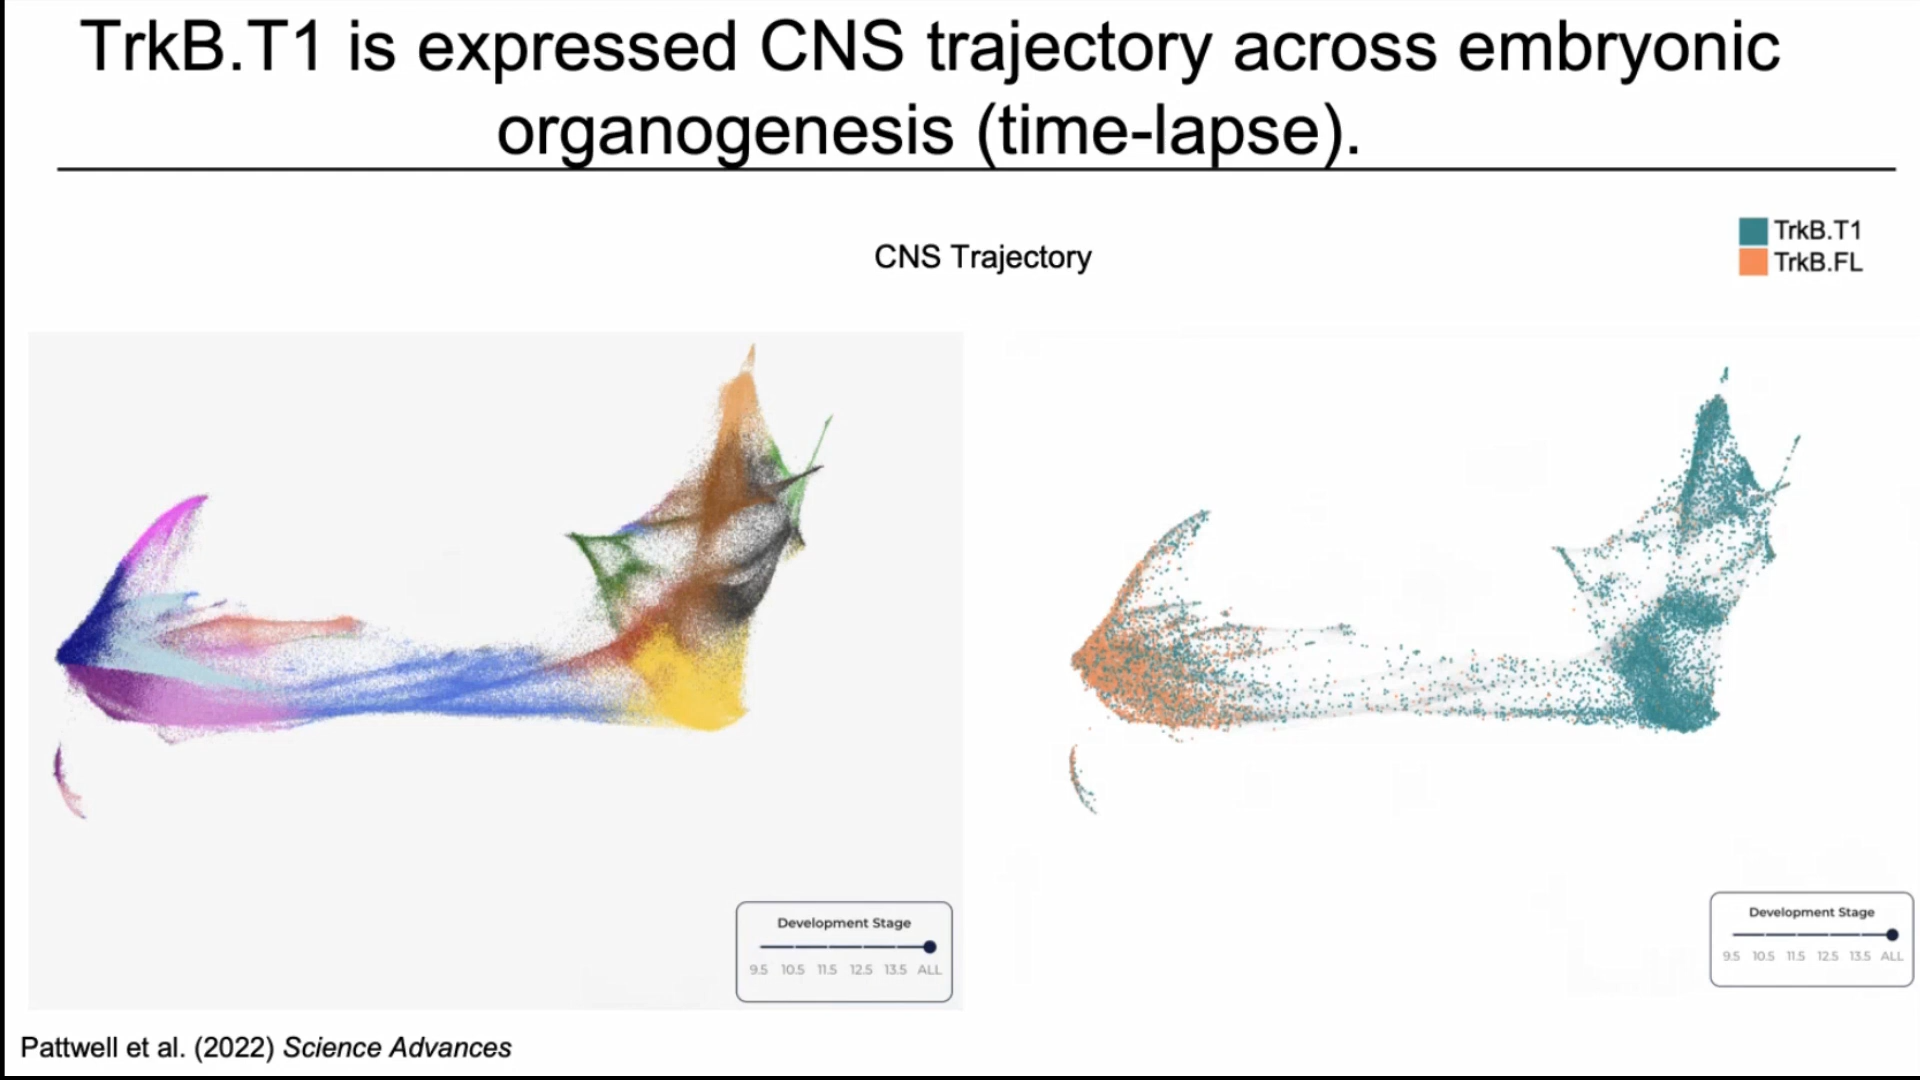 TrkB.T1 is expressed CNS trajectory across embryonic
organogenesis (time-lapse).
CNS Trajectory
TrkB.T1
TrkB.FL
Development Stage
9.5 10.5 11.5 12.5 13.5 ALL
Development Stage
9.5 10.5 11.5 12.5 13.5 ALL
Pattwell et al. (2022) Science Advances